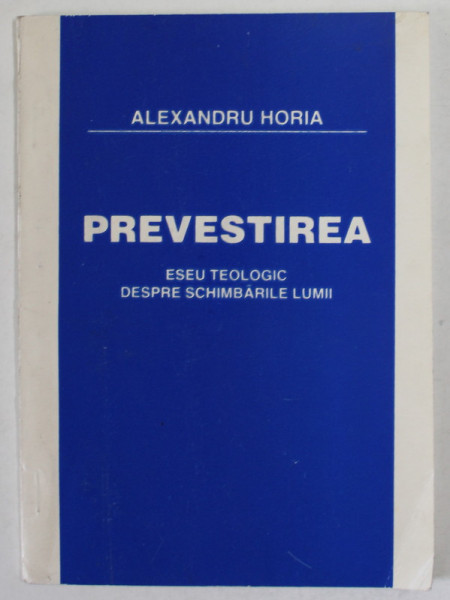 ALEXANDRU HORIA
PREVESTIREA
ESEU TEOLOGIC
DESPRE SCHIMBĂRILE LUMII